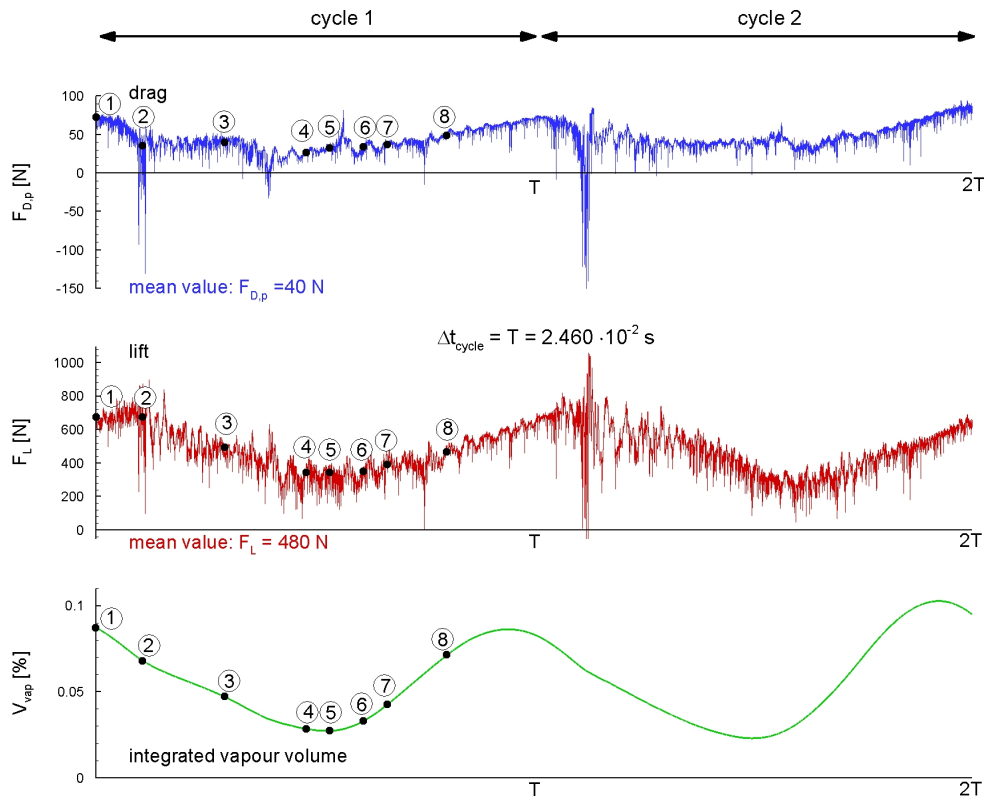 cycle 1 cycle 2
drag
F_D,p [N]
100
50
0
-50
-100
-150
1 2 3 4 5 6 7 8
T 2T
mean value: F_D,p =40 N
lift
Δt_cycle = T = 2.460 ·10^-2 s
F_L [N]
1000
800
600
400
200
0
1 2 3 4 5 6 7 8
T 2T
mean value: F_L = 480 N
V_vap [%]
0.1
0.05
0
1 2 3 4 5 6 7 8
integrated vapour volume
T 2T